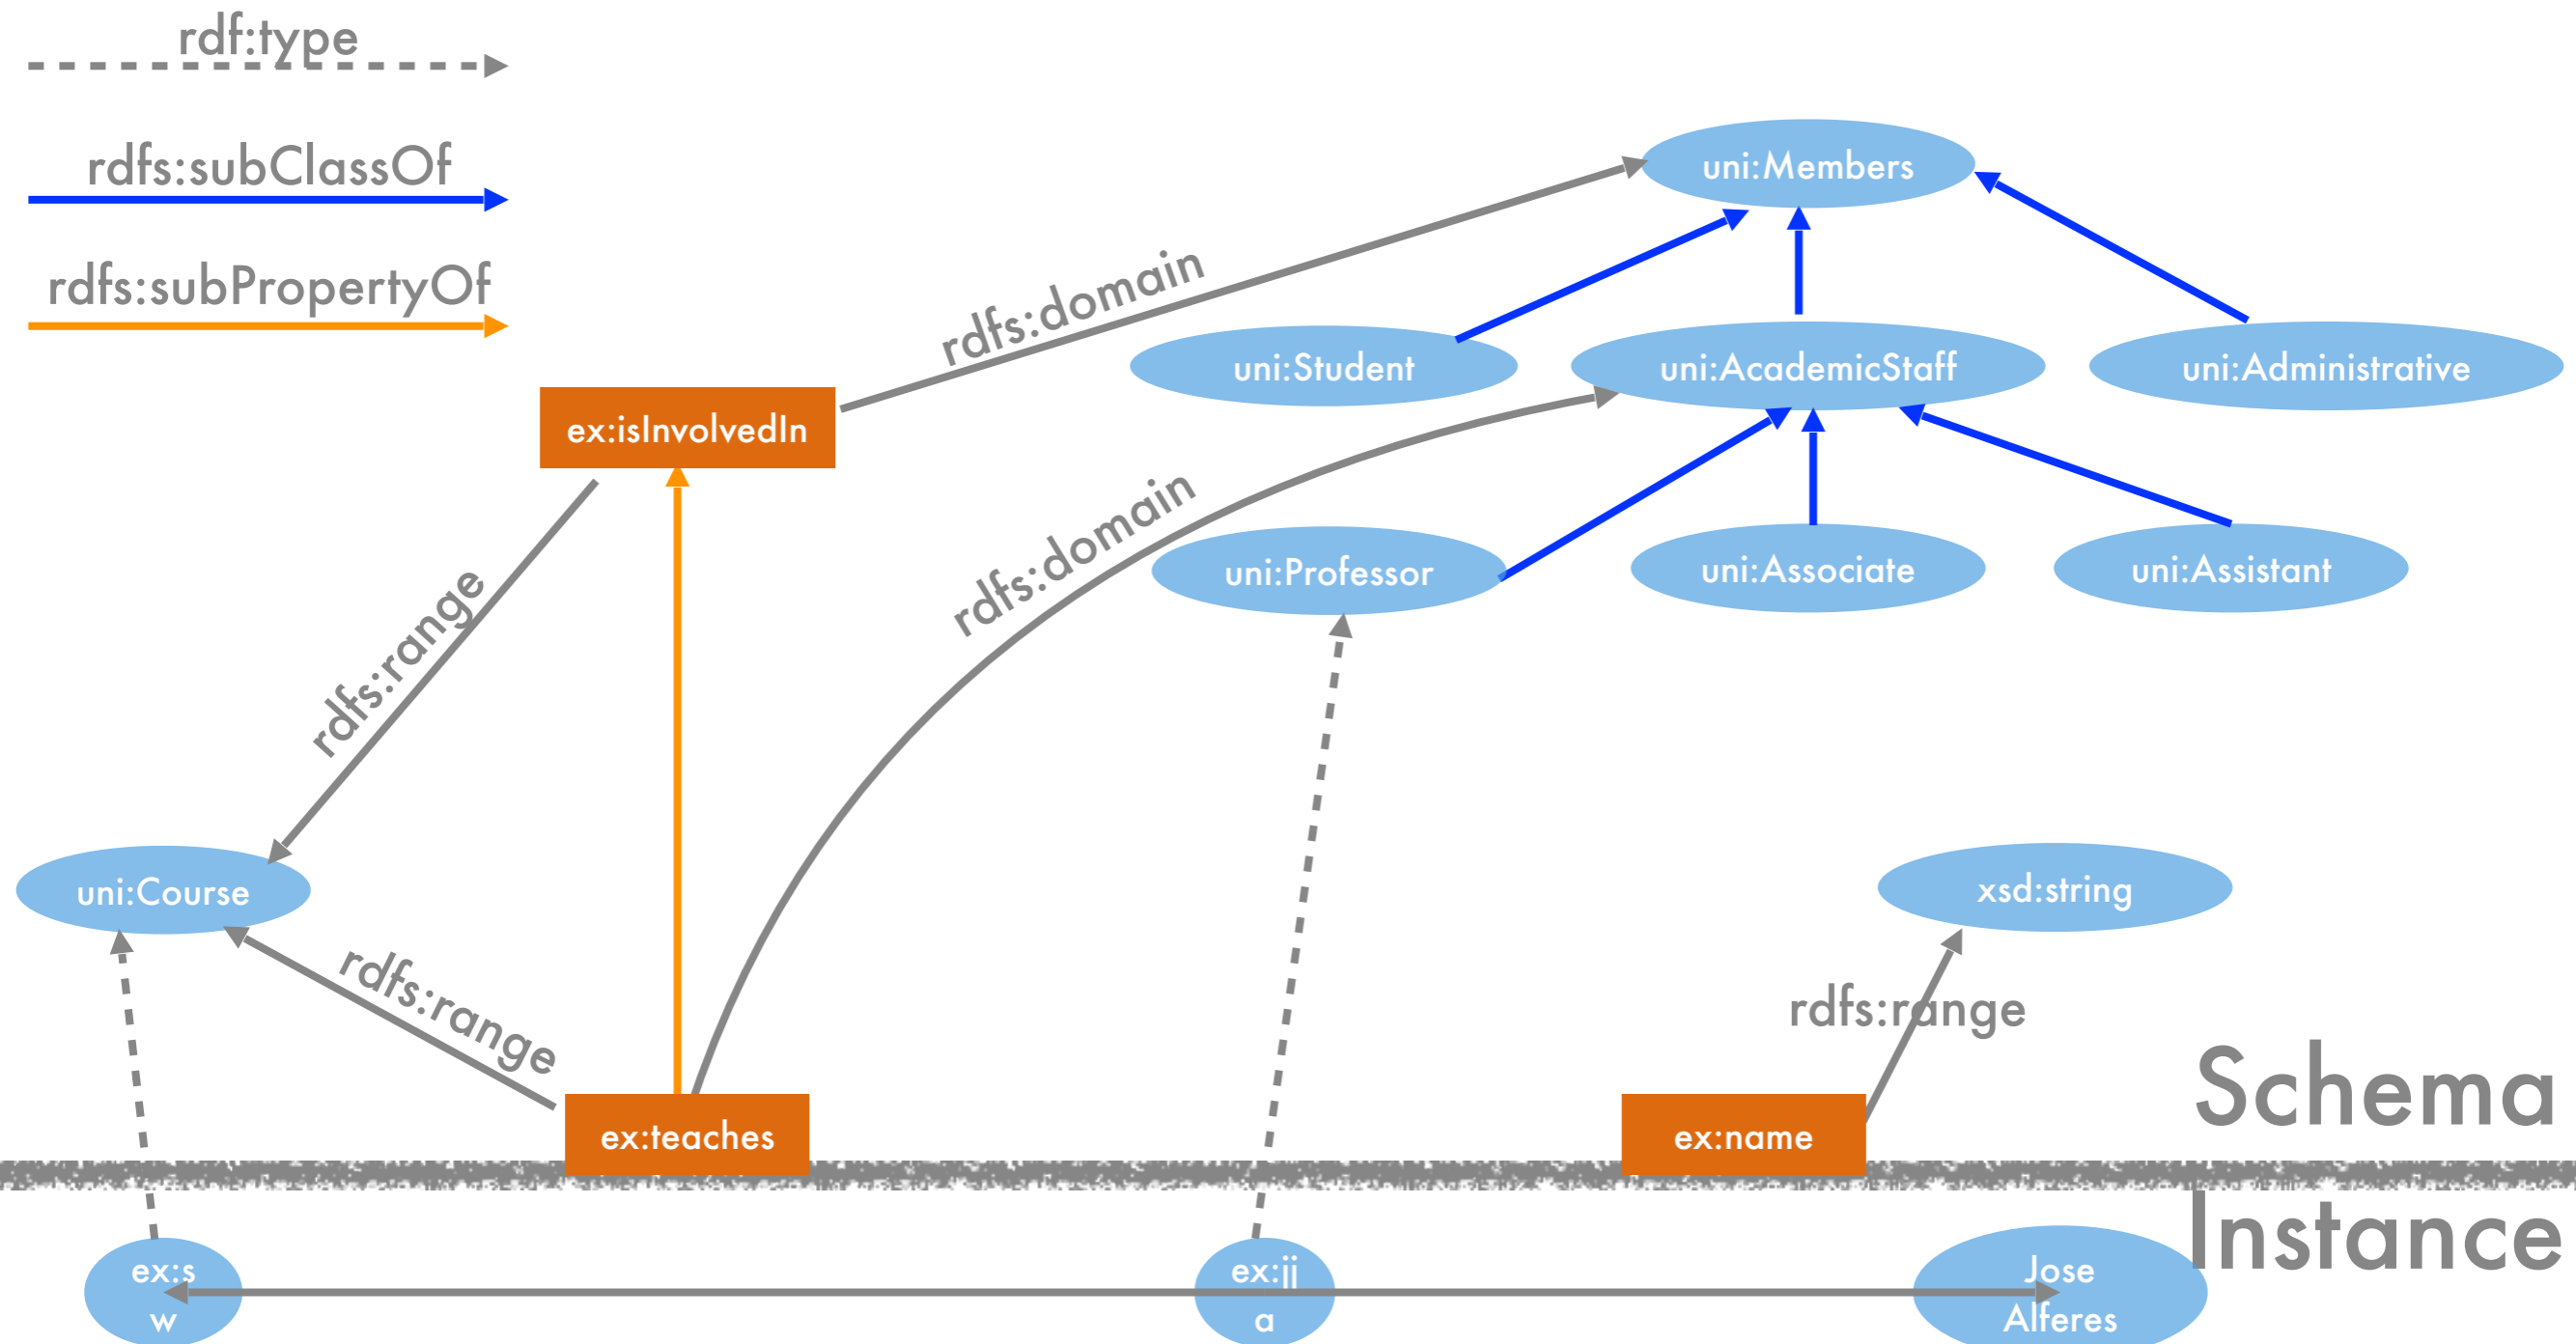 rdf:type
rdfs:subClassOf
rdfs:subPropertyOf
uni:Members
rdfs:domain
uni:Student
uni:AcademicStaff
uni:Administrative
ex:isInvolvedIn
rdfs:domain
uni:Professor
uni:Associate
uni:Assistant
rdfs:range
uni:Course
xsd:string
rdfs:range
rdfs:range
Schema
ex:teaches
ex:name
Instance
ex:s
w
ex:jj
a
Jose
Alferes